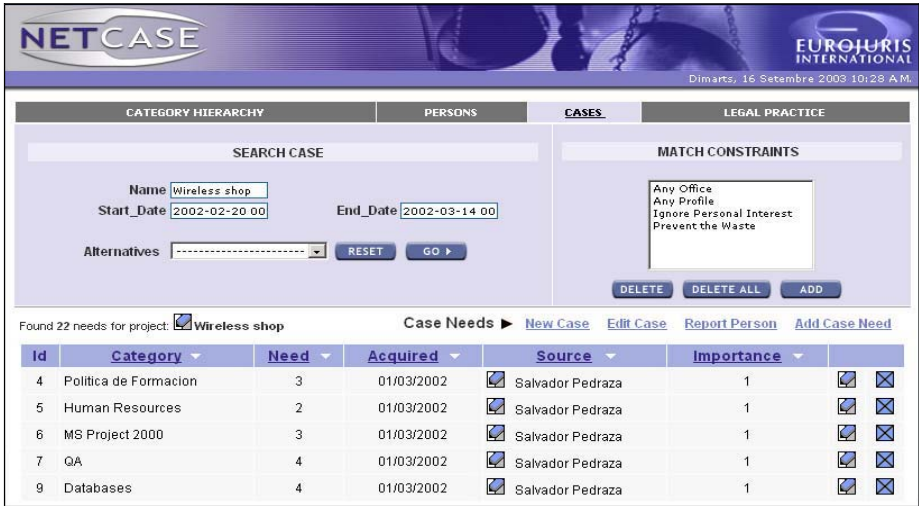 NETCASE
EUROJURIS
INTERNATIONAL
Dimarts, 16 Setembre 2003 10:28 A.M.
CATEGORY HIERARCHY PERSONS CASES LEGAL PRACTICE
SEARCH CASE
Name Wireless shop
Start_Date 2002-02-20 00 End_Date 2002-03-14 00
Alternatives ---------------------- RESET GO
MATCH CONSTRAINTS
Any Office
Any Profile
Ignore Personal Interest
Prevent the Waste
DELETE DELETE ALL ADD
Found 22 needs for project: Wireless shop Case Needs ▶ New Case Edit Case Report Person Add Case Need
Id Category Need Acquired Source Importance
4 Politica de Formacion 3 01/03/2002 Salvador Pedraza 1
5 Human Resources 2 01/03/2002 Salvador Pedraza 1
6 MS Project 2000 3 01/03/2002 Salvador Pedraza 1
7 QA 4 01/03/2002 Salvador Pedraza 1
9 Databases 4 01/03/2002 Salvador Pedraza 1